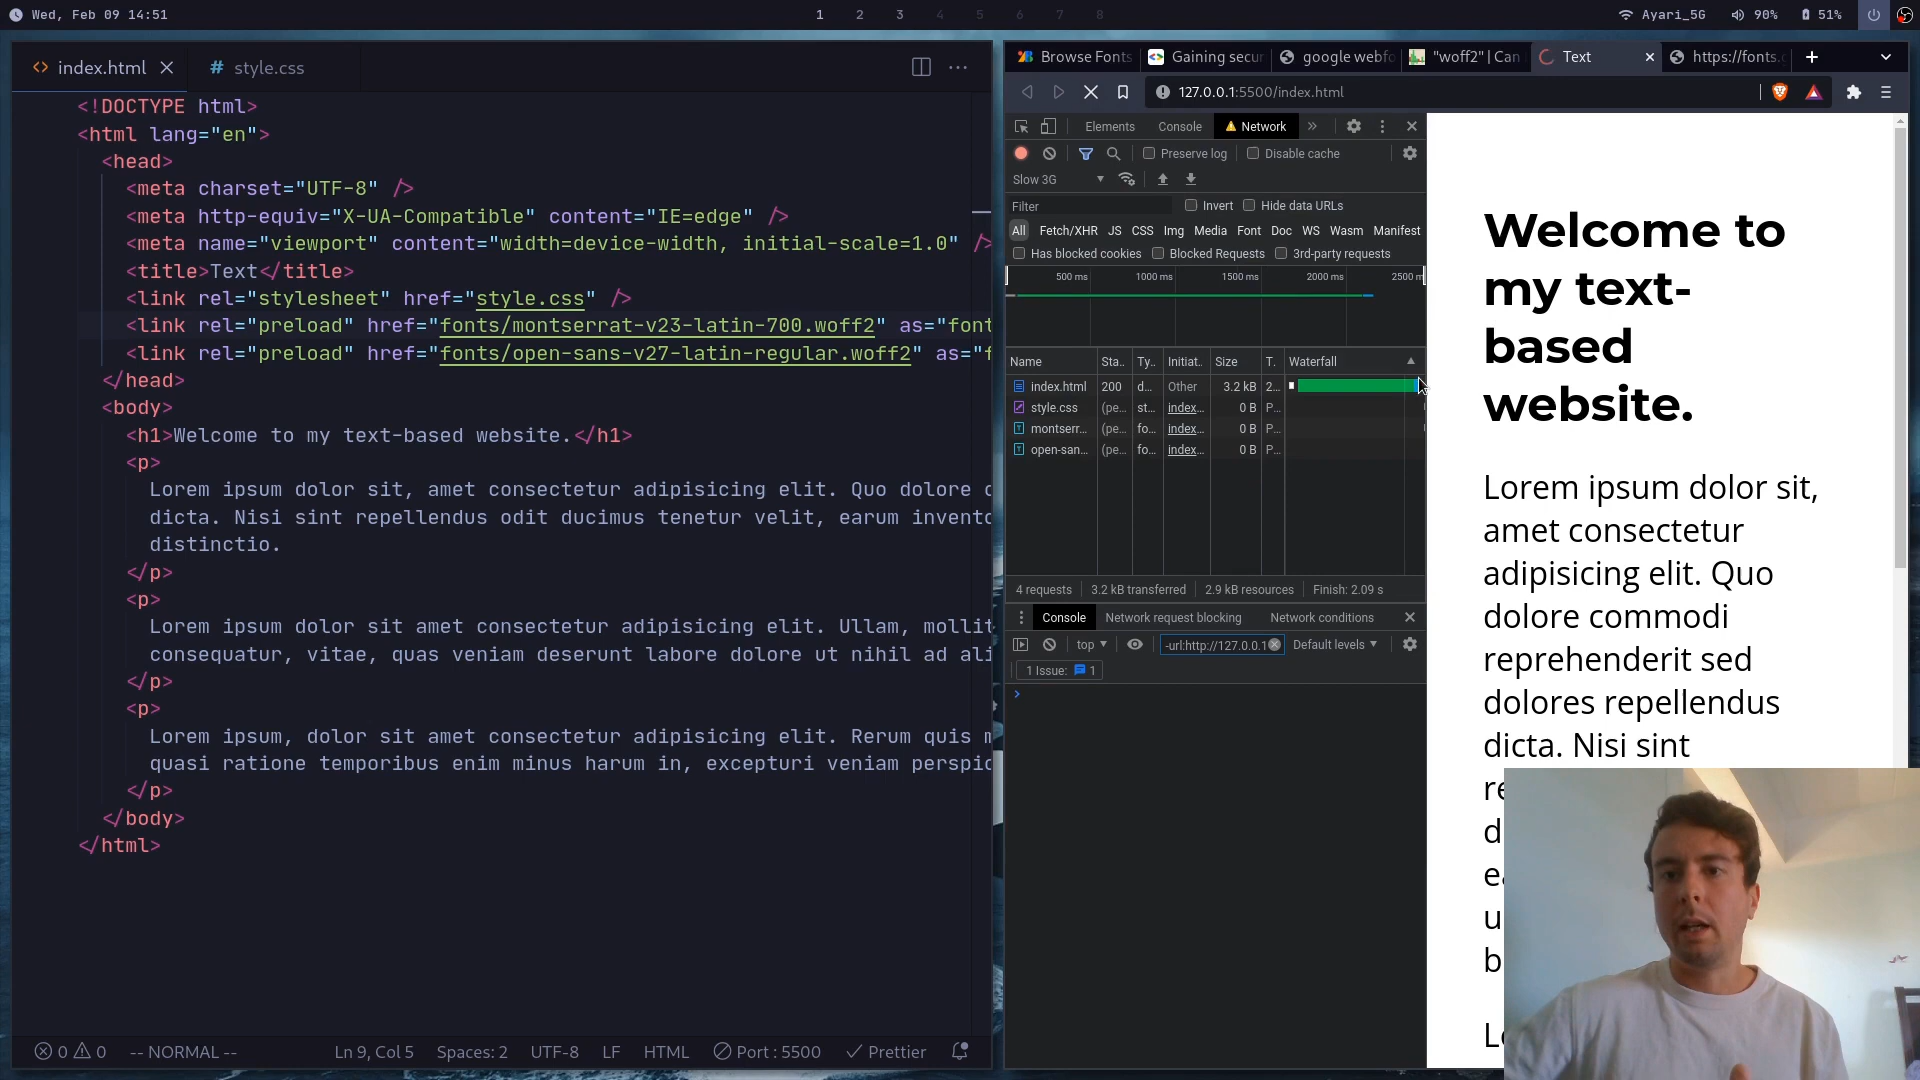 Wed, Feb 09 14:51
1 2 3 4 5 6 7 8
Ayari_5G 90% 51%
index.html
style.css
<!DOCTYPE html>
<html lang="en">
<head>
<meta charset="UTF-8" />
<meta http-equiv="X-UA-Compatible" content="IE=edge" />
<meta name="viewport" content="width=device-width, initial-scale=1.0" />
<title>Text</title>
<link rel="stylesheet" href="style.css" />
<link rel="preload" href="fonts/montserrat-v23-latin-700.woff2" as="font
<link rel="preload" href="fonts/open-sans-v27-latin-regular.woff2" as="f
</head>
<body>
<h1>Welcome to my text-based website.</h1>
<p>
Lorem ipsum dolor sit, amet consectetur adipisicing elit. Quo dolore c
dicta. Nisi sint repellendus odit ducimus tenetur velit, earum invento
distinctio.
</p>
<p>
Lorem ipsum dolor sit amet consectetur adipisicing elit. Ullam, mollit
consequatur, vitae, quas veniam deserunt labore dolore ut nihil ad ali
</p>
<p>
Lorem ipsum, dolor sit amet consectetur adipisicing elit. Rerum quis m
quasi ratione temporibus enim minus harum in, excepturi veniam perspic
</p>
</body>
</html>
0 0 -- NORMAL -- Ln 9, Col 5 Spaces: 2 UTF-8 LF HTML Port : 5500 Prettier
Browse Fonts Gaining secur google webfo "woff2" | Can Text https://fonts.c
127.0.0.1:5500/index.html
Elements Console Network
Preserve log Disable cache
Slow 3G
Filter Invert Hide data URLs
All Fetch/XHR JS CSS Img Media Font Doc WS Wasm Manifest
Has blocked cookies Blocked Requests 3rd-party requests
500 ms 1000 ms 1500 ms 2000 ms 2500 m
Name Sta.. Ty.. Initiat.. Size T. Waterfall
index.html 200 d... Other 3.2 kB 2...
style.css (pe... st... index... 0 B P...
montserr... (pe... fo... index... 0 B P...
open-san... (pe... fo... index... 0 B P...
4 requests 3.2 kB transferred 2.9 kB resources Finish: 2.09 s
Console Network request blocking Network conditions
top -url:http://127.0.0.1 Default levels
1 Issue: 1
Welcome to
my text-
based
website.
Lorem ipsum dolor sit,
amet consectetur
adipisicing elit. Quo
dolore commodi
reprehenderit sed
dolores repellendus
dicta. Nisi sint
re
d
ea
u
b
Lo